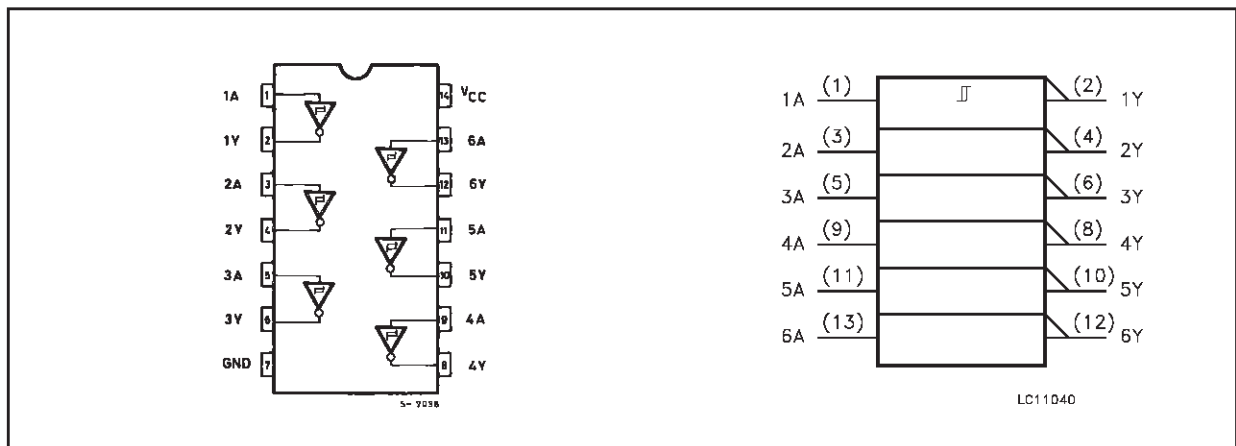 1A 1 14 VCC
1Y 2 13 6A
2A 3 12 6Y
2Y 4 11 5A
3A 5 10 5Y
3Y 6 9 4A
GND 7 8 4Y
S-7038
1A (1) (2) 1Y
2A (3) (4) 2Y
3A (5) (6) 3Y
4A (9) (8) 4Y
5A (11) (10) 5Y
6A (13) (12) 6Y
LC11040